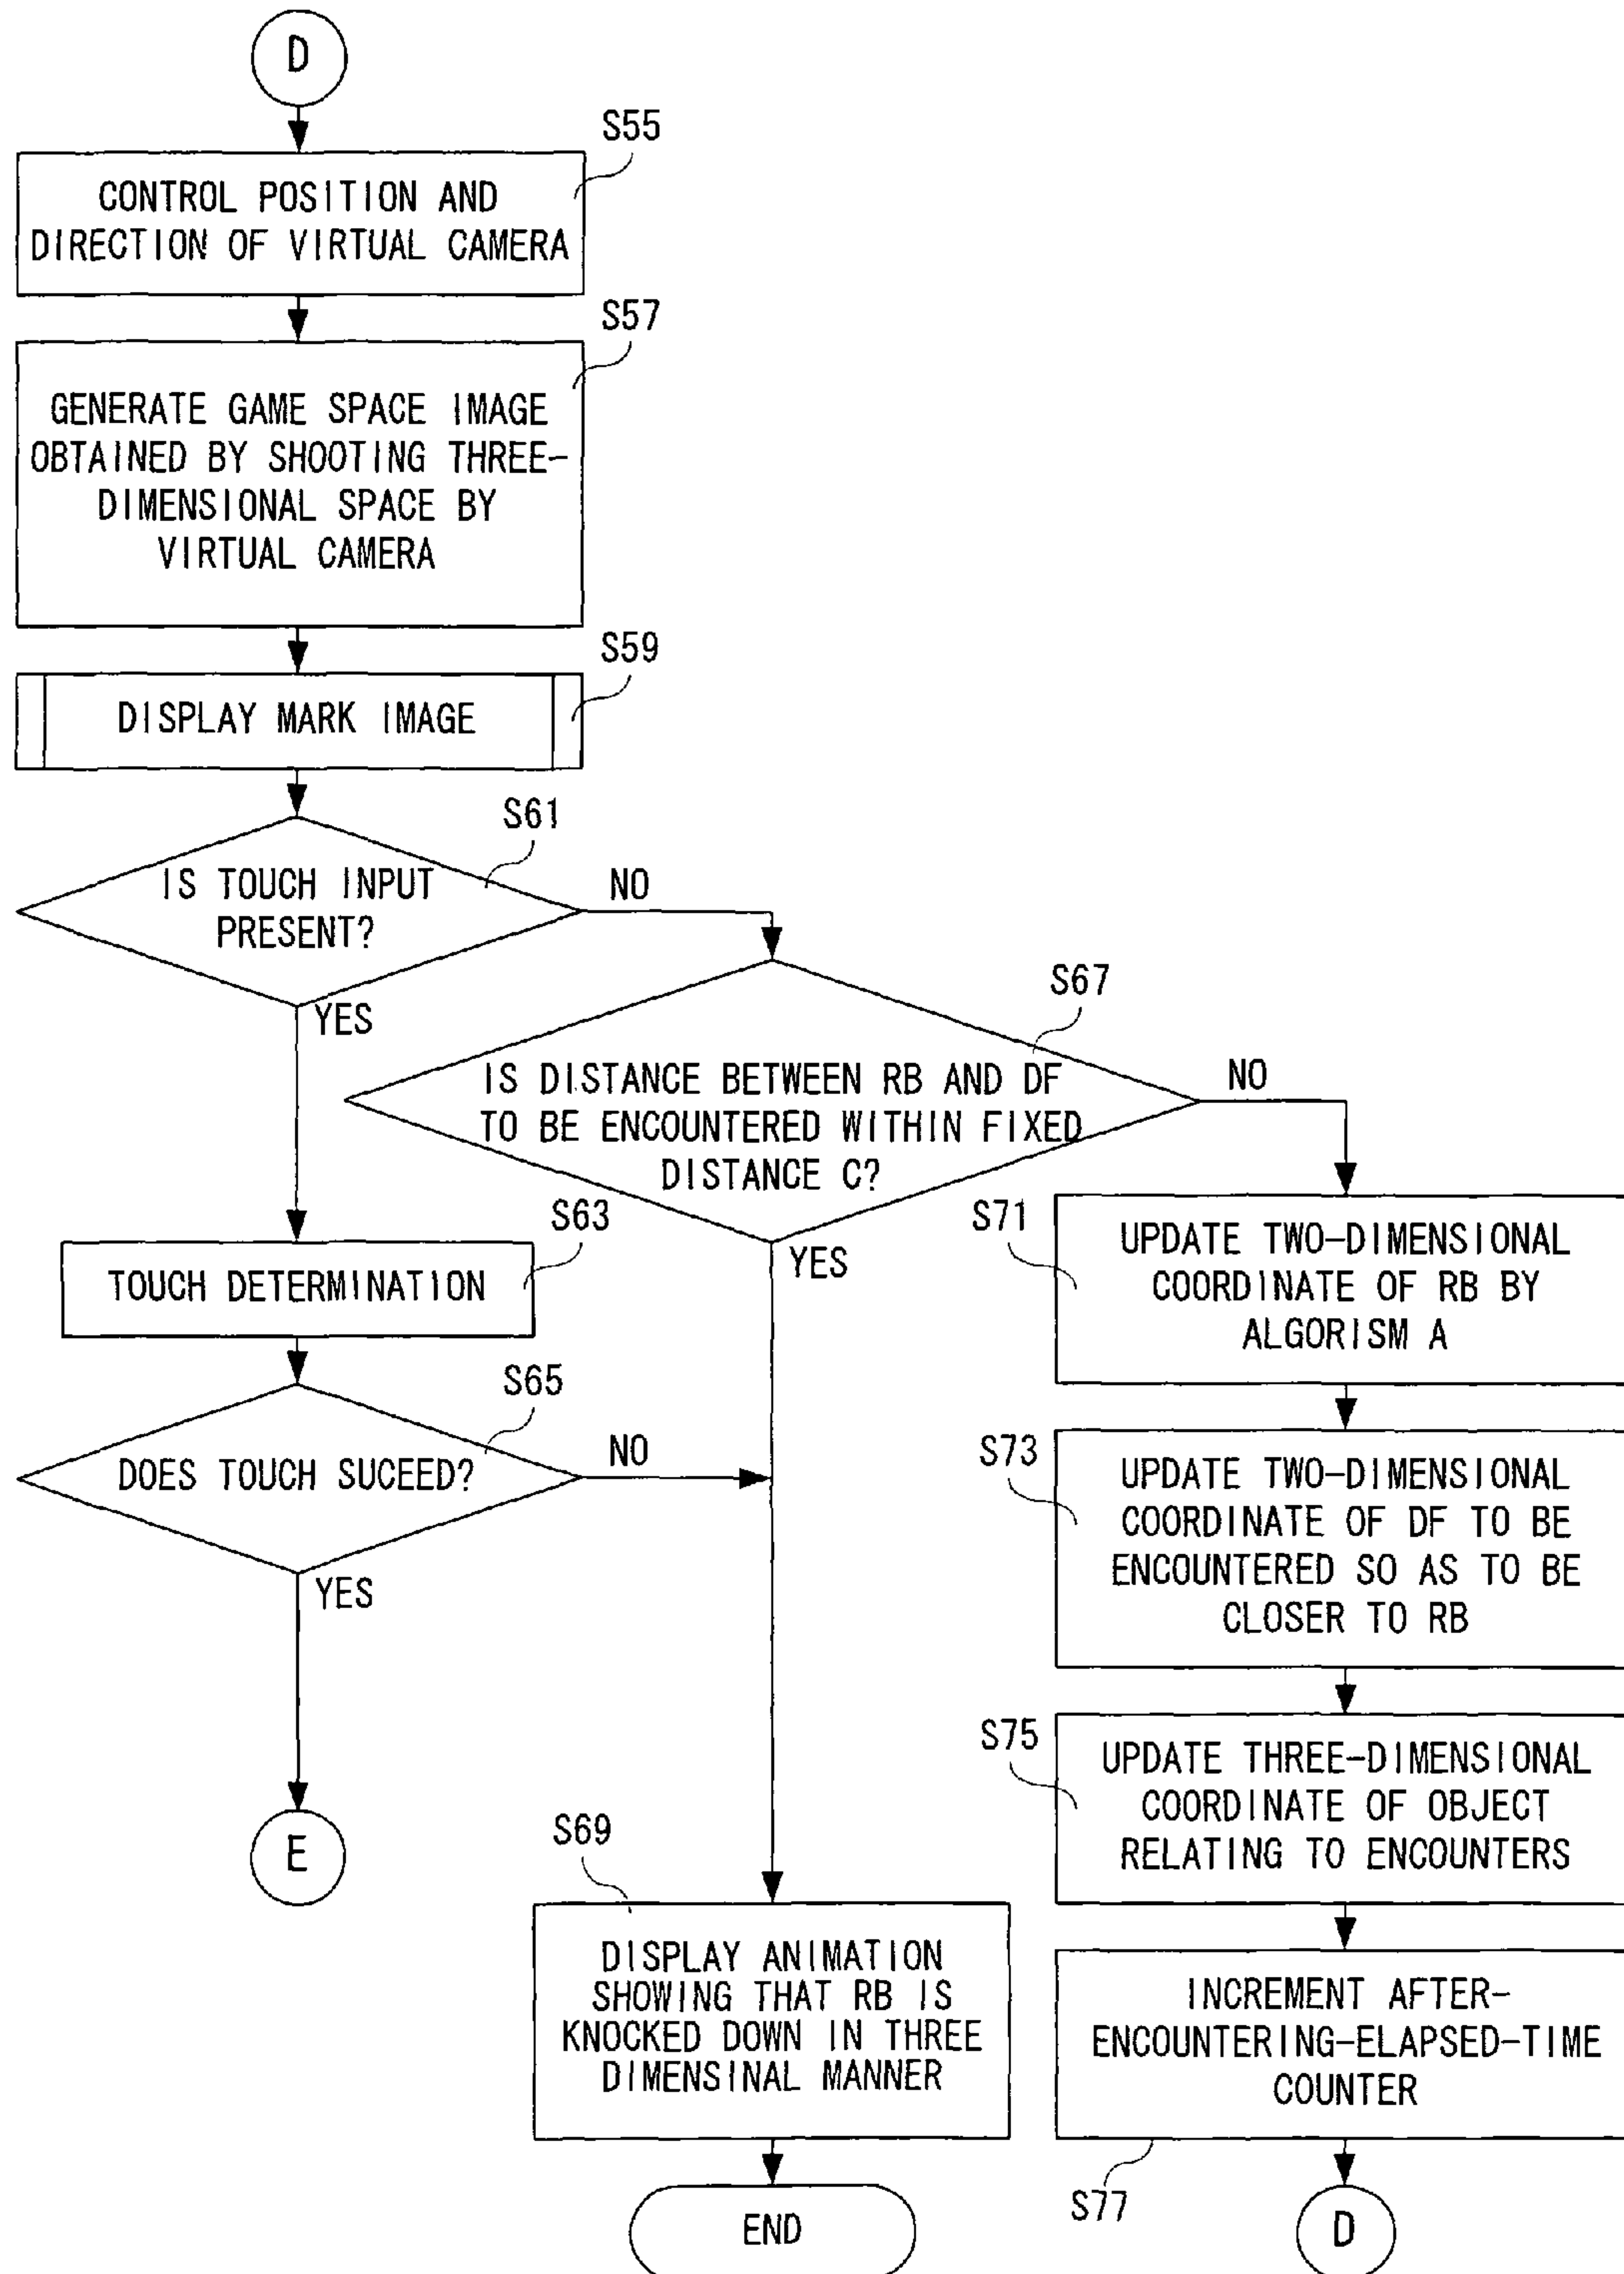 D
S55
CONTROL POSITION AND
DIRECTION OF VIRTUAL CAMERA
S57
GENERATE GAME SPACE IMAGE
OBTAINED BY SHOOTING THREE-
DIMENSIONAL SPACE BY
VIRTUAL CAMERA
S59
DISPLAY MARK IMAGE
S61
IS TOUCH INPUT
PRESENT?
NO
YES
S67
IS DISTANCE BETWEEN RB AND DF
TO BE ENCOUNTERED WITHIN FIXED
DISTANCE C?
NO
YES
S63
TOUCH DETERMINATION
S65
DOES TOUCH SUCEED?
NO
YES
E
S69
DISPLAY ANIMATION
SHOWING THAT RB IS
KNOCKED DOWN IN THREE
DIMENSINAL MANNER
END
S71
UPDATE TWO-DIMENSIONAL
COORDINATE OF RB BY
ALGORISM A
S73
UPDATE TWO-DIMENSIONAL
COORDINATE OF DF TO BE
ENCOUNTERED SO AS TO BE
CLOSER TO RB
S75
UPDATE THREE-DIMENSIONAL
COORDINATE OF OBJECT
RELATING TO ENCOUNTERS
INCREMENT AFTER-
ENCOUNTERING-ELAPSED-TIME
COUNTER
S77
D